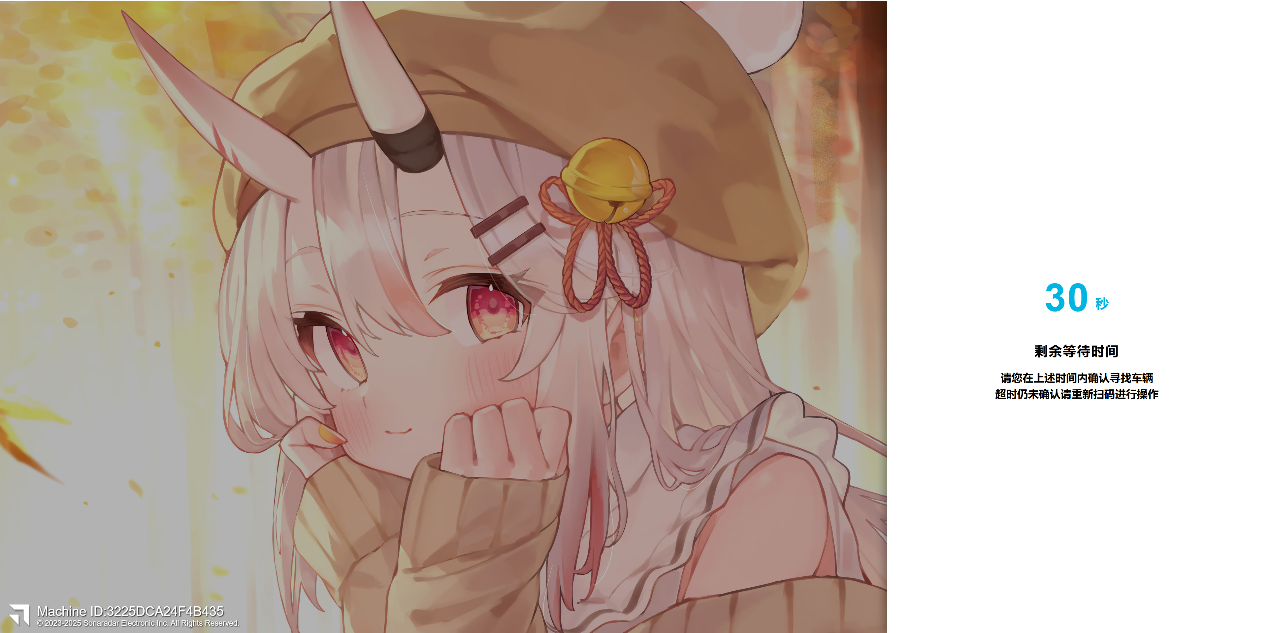 30 秒
剩余等待时间
请您在上述时间内确认寻找车辆
超时仍未确认请重新扫码进行操作
Machine ID:3225DCA24F4B435
© 2023-2025 Sonaradar Electronic Inc. All Rights Reserved.